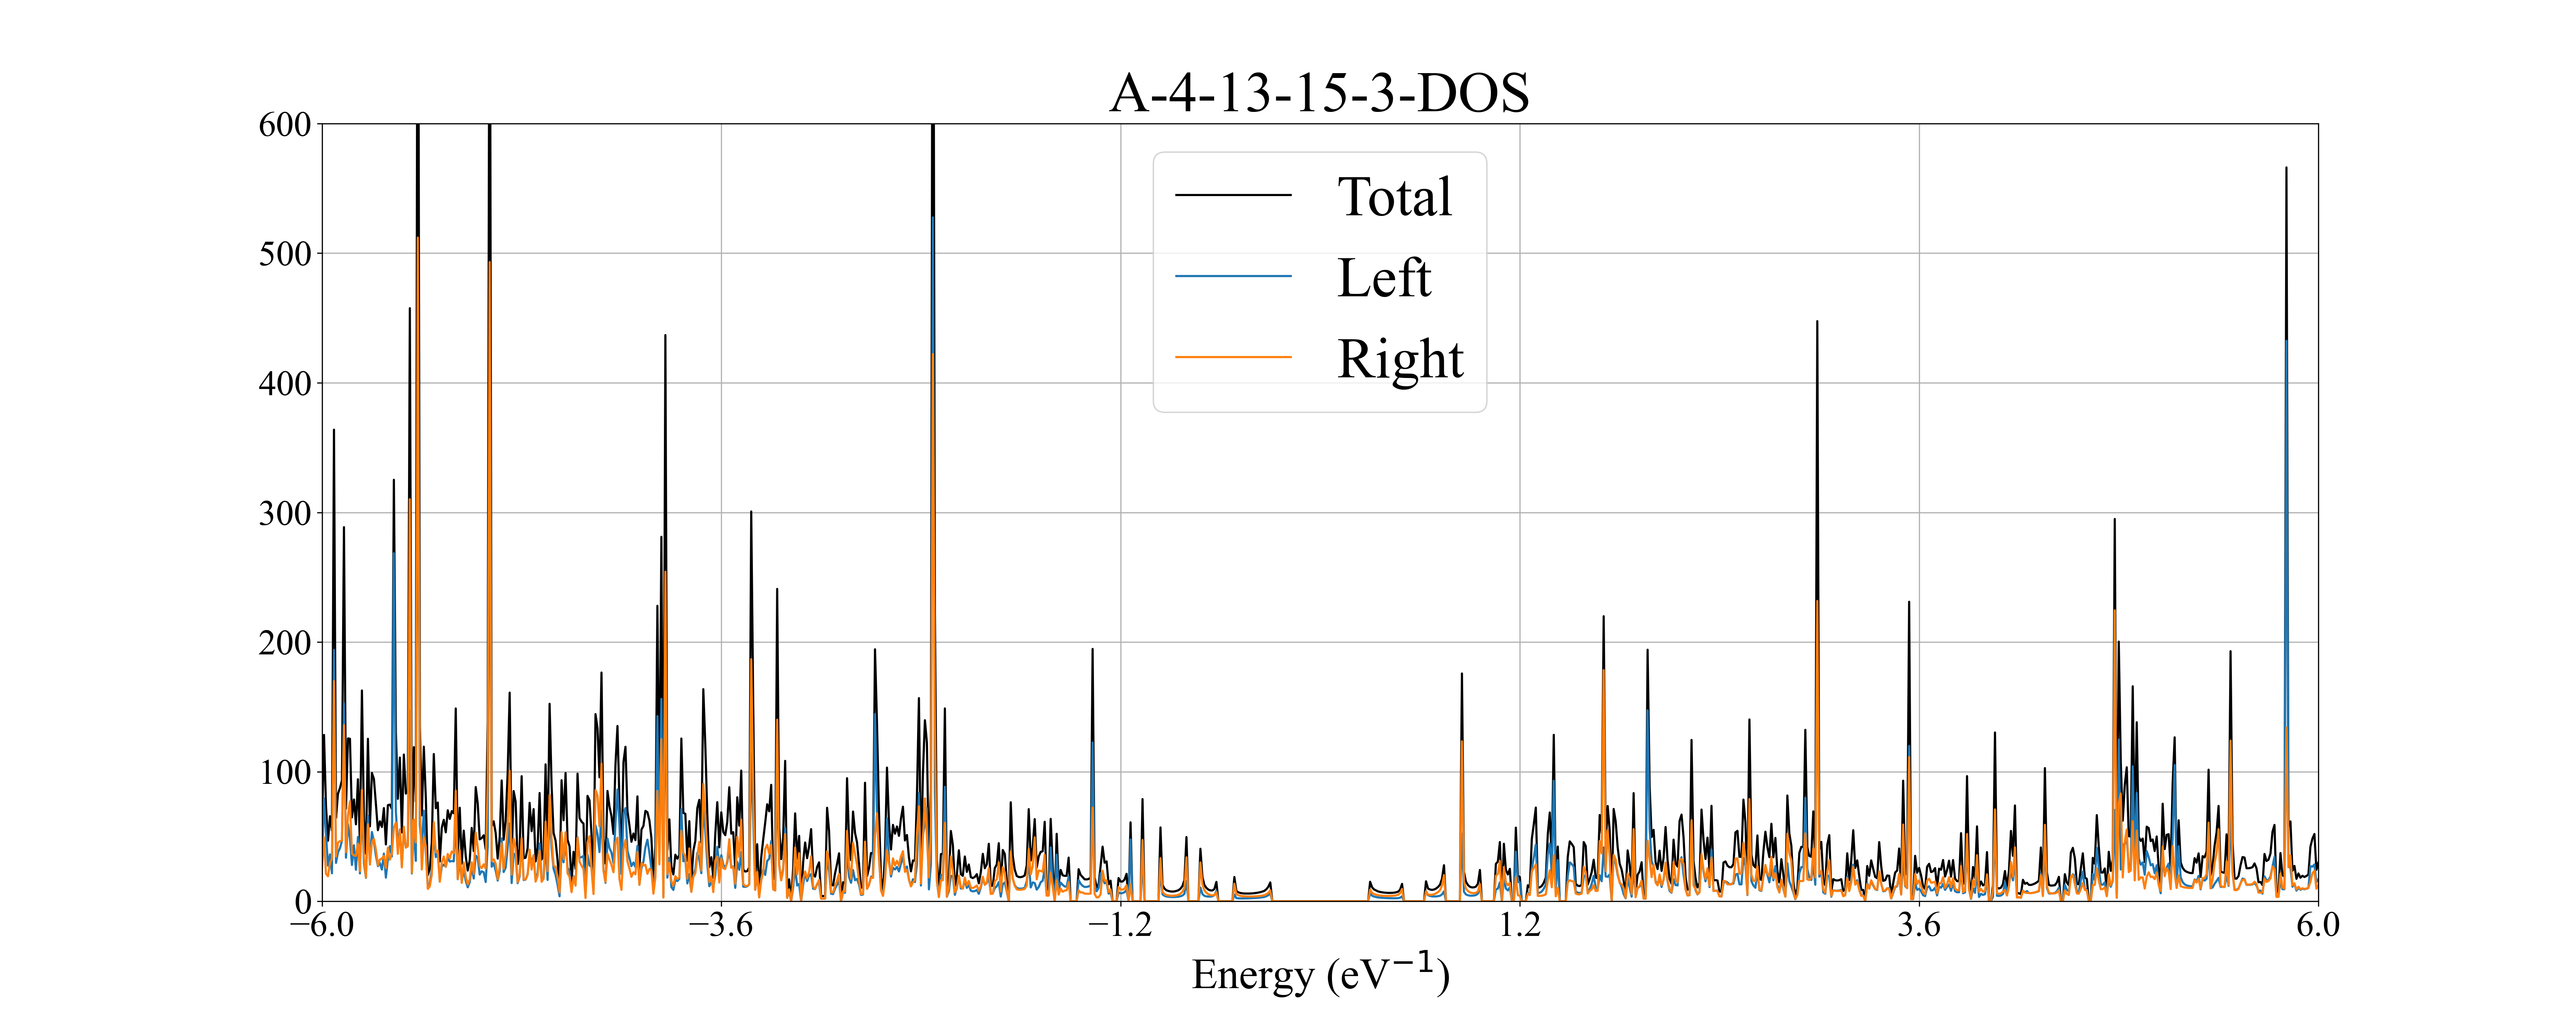 A-4-13-15-3-DOS
600
500
400
300
200
100
0
Total
Left
Right
−6.0 −3.6 −1.2 1.2 3.6 6.0
Energy (eV⁻¹)